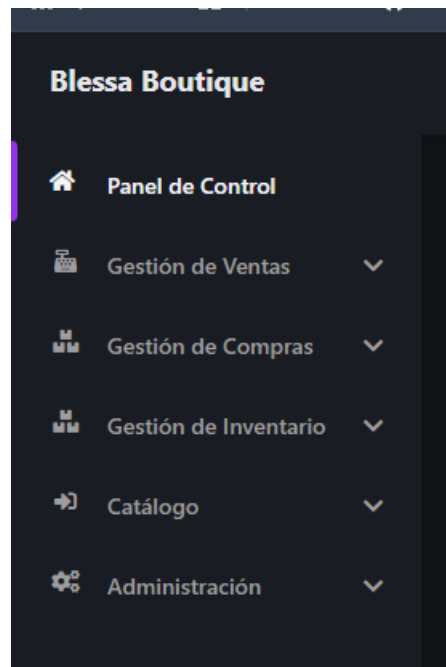 Blessa Boutique
Panel de Control
Gestión de Ventas
Gestión de Compras
Gestión de Inventario
Catálogo
Administración